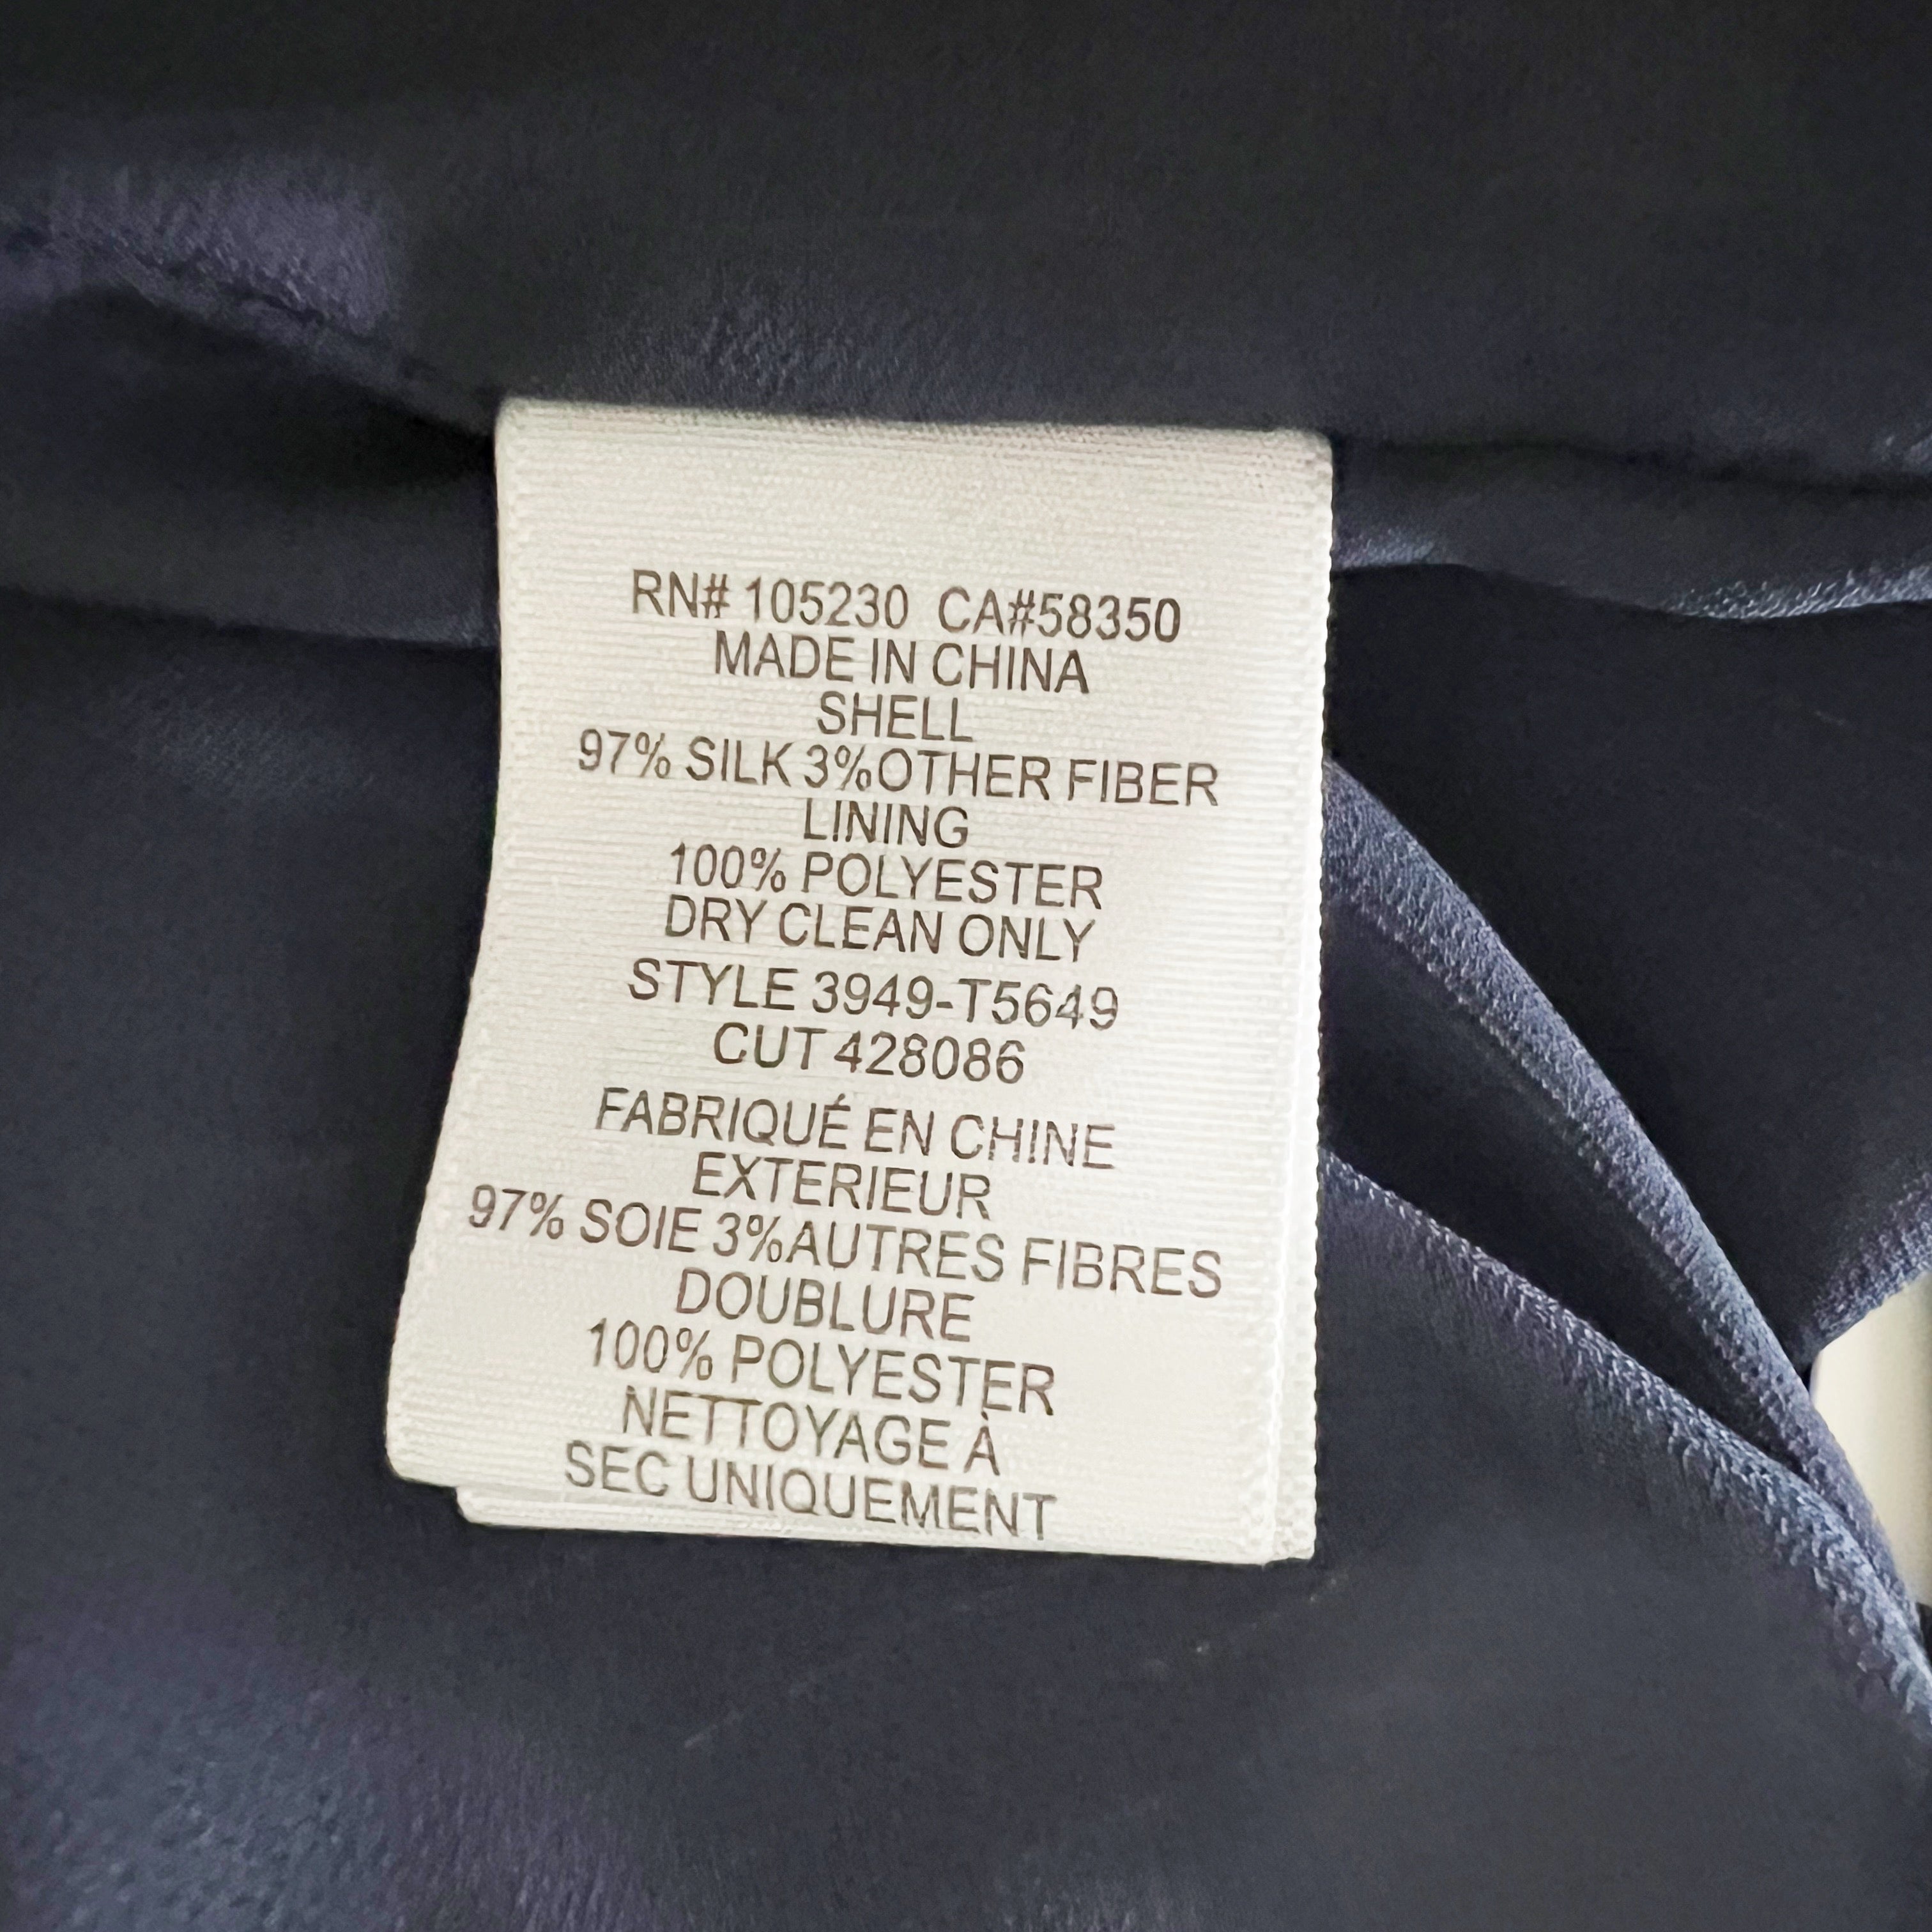 RN# 105230 CA#58350
MADE IN CHINA
SHELL
97% SILK 3%OTHER FIBER
LINING
100% POLYESTER
DRY CLEAN ONLY
STYLE 3949-T5649
CUT 428086
FABRIQUÉ EN CHINE
EXTERIEUR
97% SOIE 3%AUTRES FIBRES
DOUBLURE
100% POLYESTER
NETTOYAGE À
SEC UNIQUEMENT